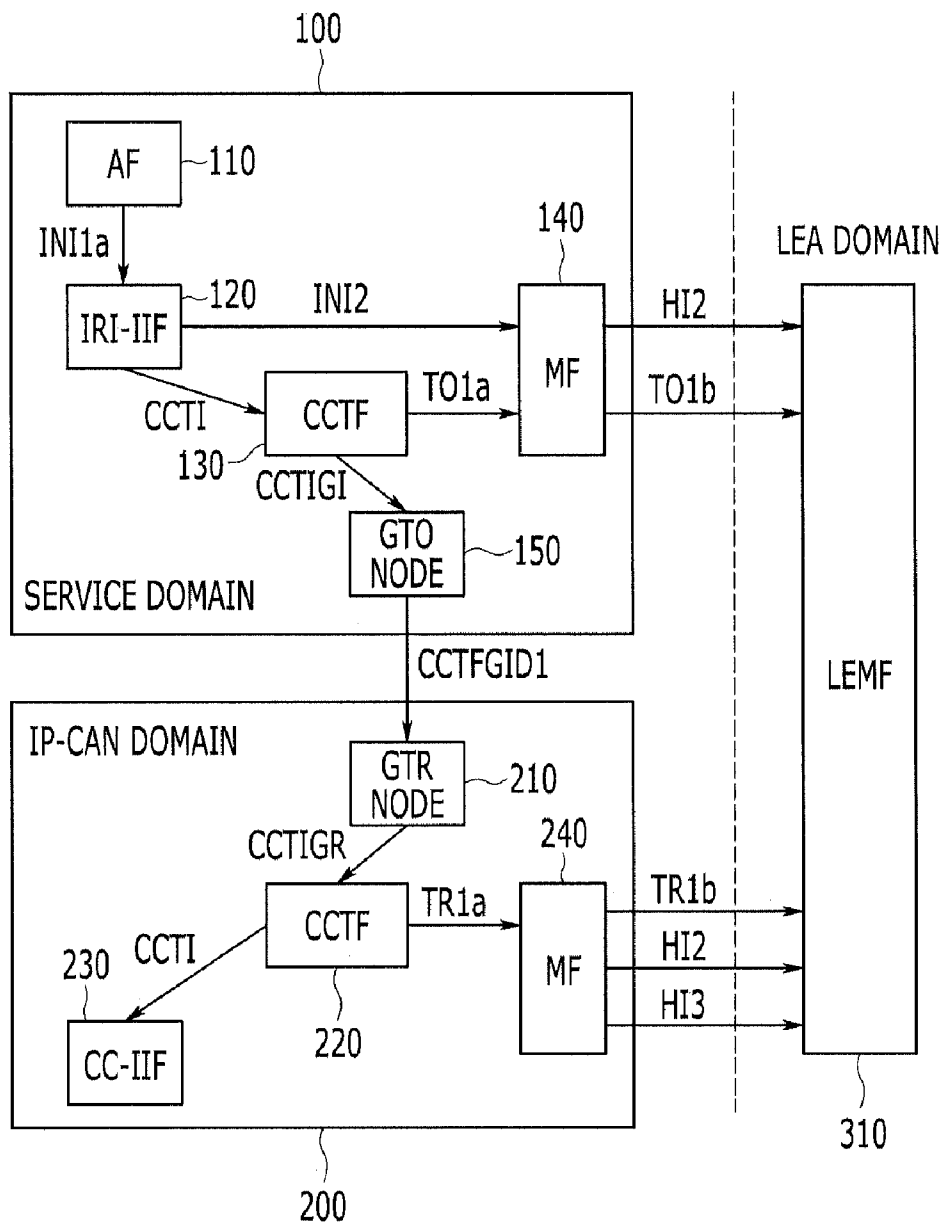 100
AF
110
INI1a
140
LEA DOMAIN
120
IRI-IIF
INI2
HI2
MF
CCTI
CCTF
TO1a
TO1b
130
CCTIGI
GTO
NODE
150
SERVICE DOMAIN
CCTFGID1
LEMF
IP-CAN DOMAIN
GTR
NODE
210
CCTIGR
240
CCTF
TR1a
TR1b
CCTI
230
MF
HI2
HI3
220
CC-IIF
310
200